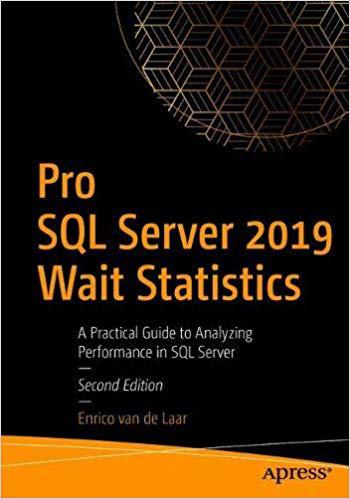 Pro
SQL Server 2019
Wait Statistics
A Practical Guide to Analyzing
Performance in SQL Server
—
Second Edition
—
Enrico van de Laar
Apress®